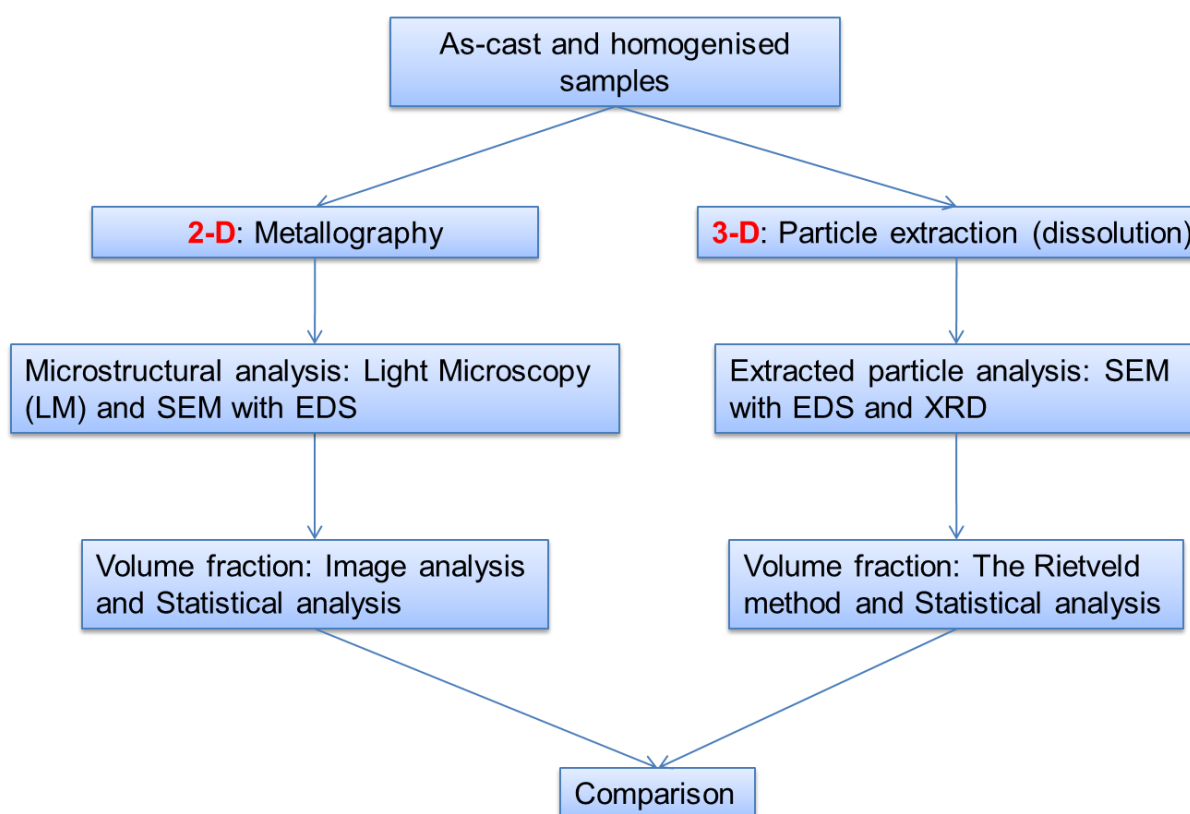 As-cast and homogenised
samples
2-D: Metallography
3-D: Particle extraction (dissolution)
Microstructural analysis: Light Microscopy
(LM) and SEM with EDS
Extracted particle analysis: SEM
with EDS and XRD
Volume fraction: Image analysis
and Statistical analysis
Volume fraction: The Rietveld
method and Statistical analysis
Comparison